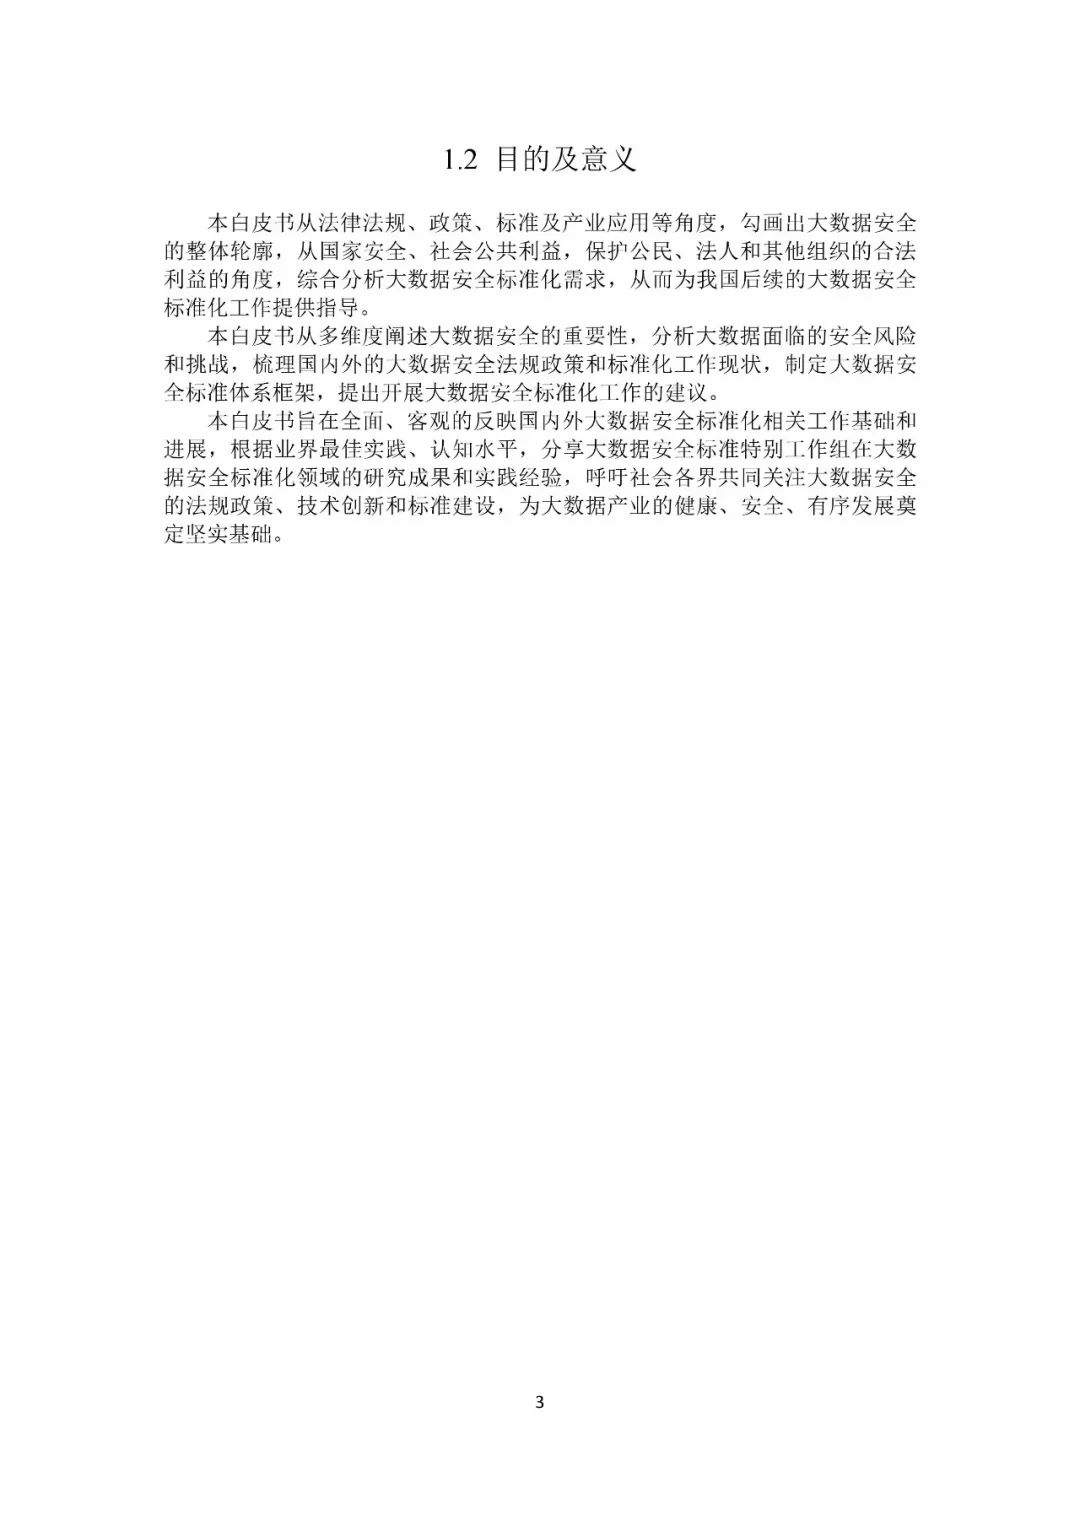 1.2 目的及意义
本白皮书从法律法规、政策、标准及产业应用等角度，勾画出大数据安全
的整体轮廓，从国家安全、社会公共利益，保护公民、法人和其他组织的合法
利益的角度，综合分析大数据安全标准化需求，从而为我国后续的大数据安全
标准化工作提供指导。
本白皮书从多维度阐述大数据安全的重要性，分析大数据面临的安全风险
和挑战，梳理国内外的大数据安全法规政策和标准化工作现状，制定大数据安
全标准体系框架，提出开展大数据安全标准化工作的建议。
本白皮书旨在全面、客观的反映国内外大数据安全标准化相关工作基础和
进展，根据业界最佳实践、认知水平，分享大数据安全标准特别工作组在大数
据安全标准化领域的研究成果和实践经验，呼吁社会各界共同关注大数据安全
的法规政策、技术创新和标准建设，为大数据产业的健康、安全、有序发展奠
定坚实基础。
3